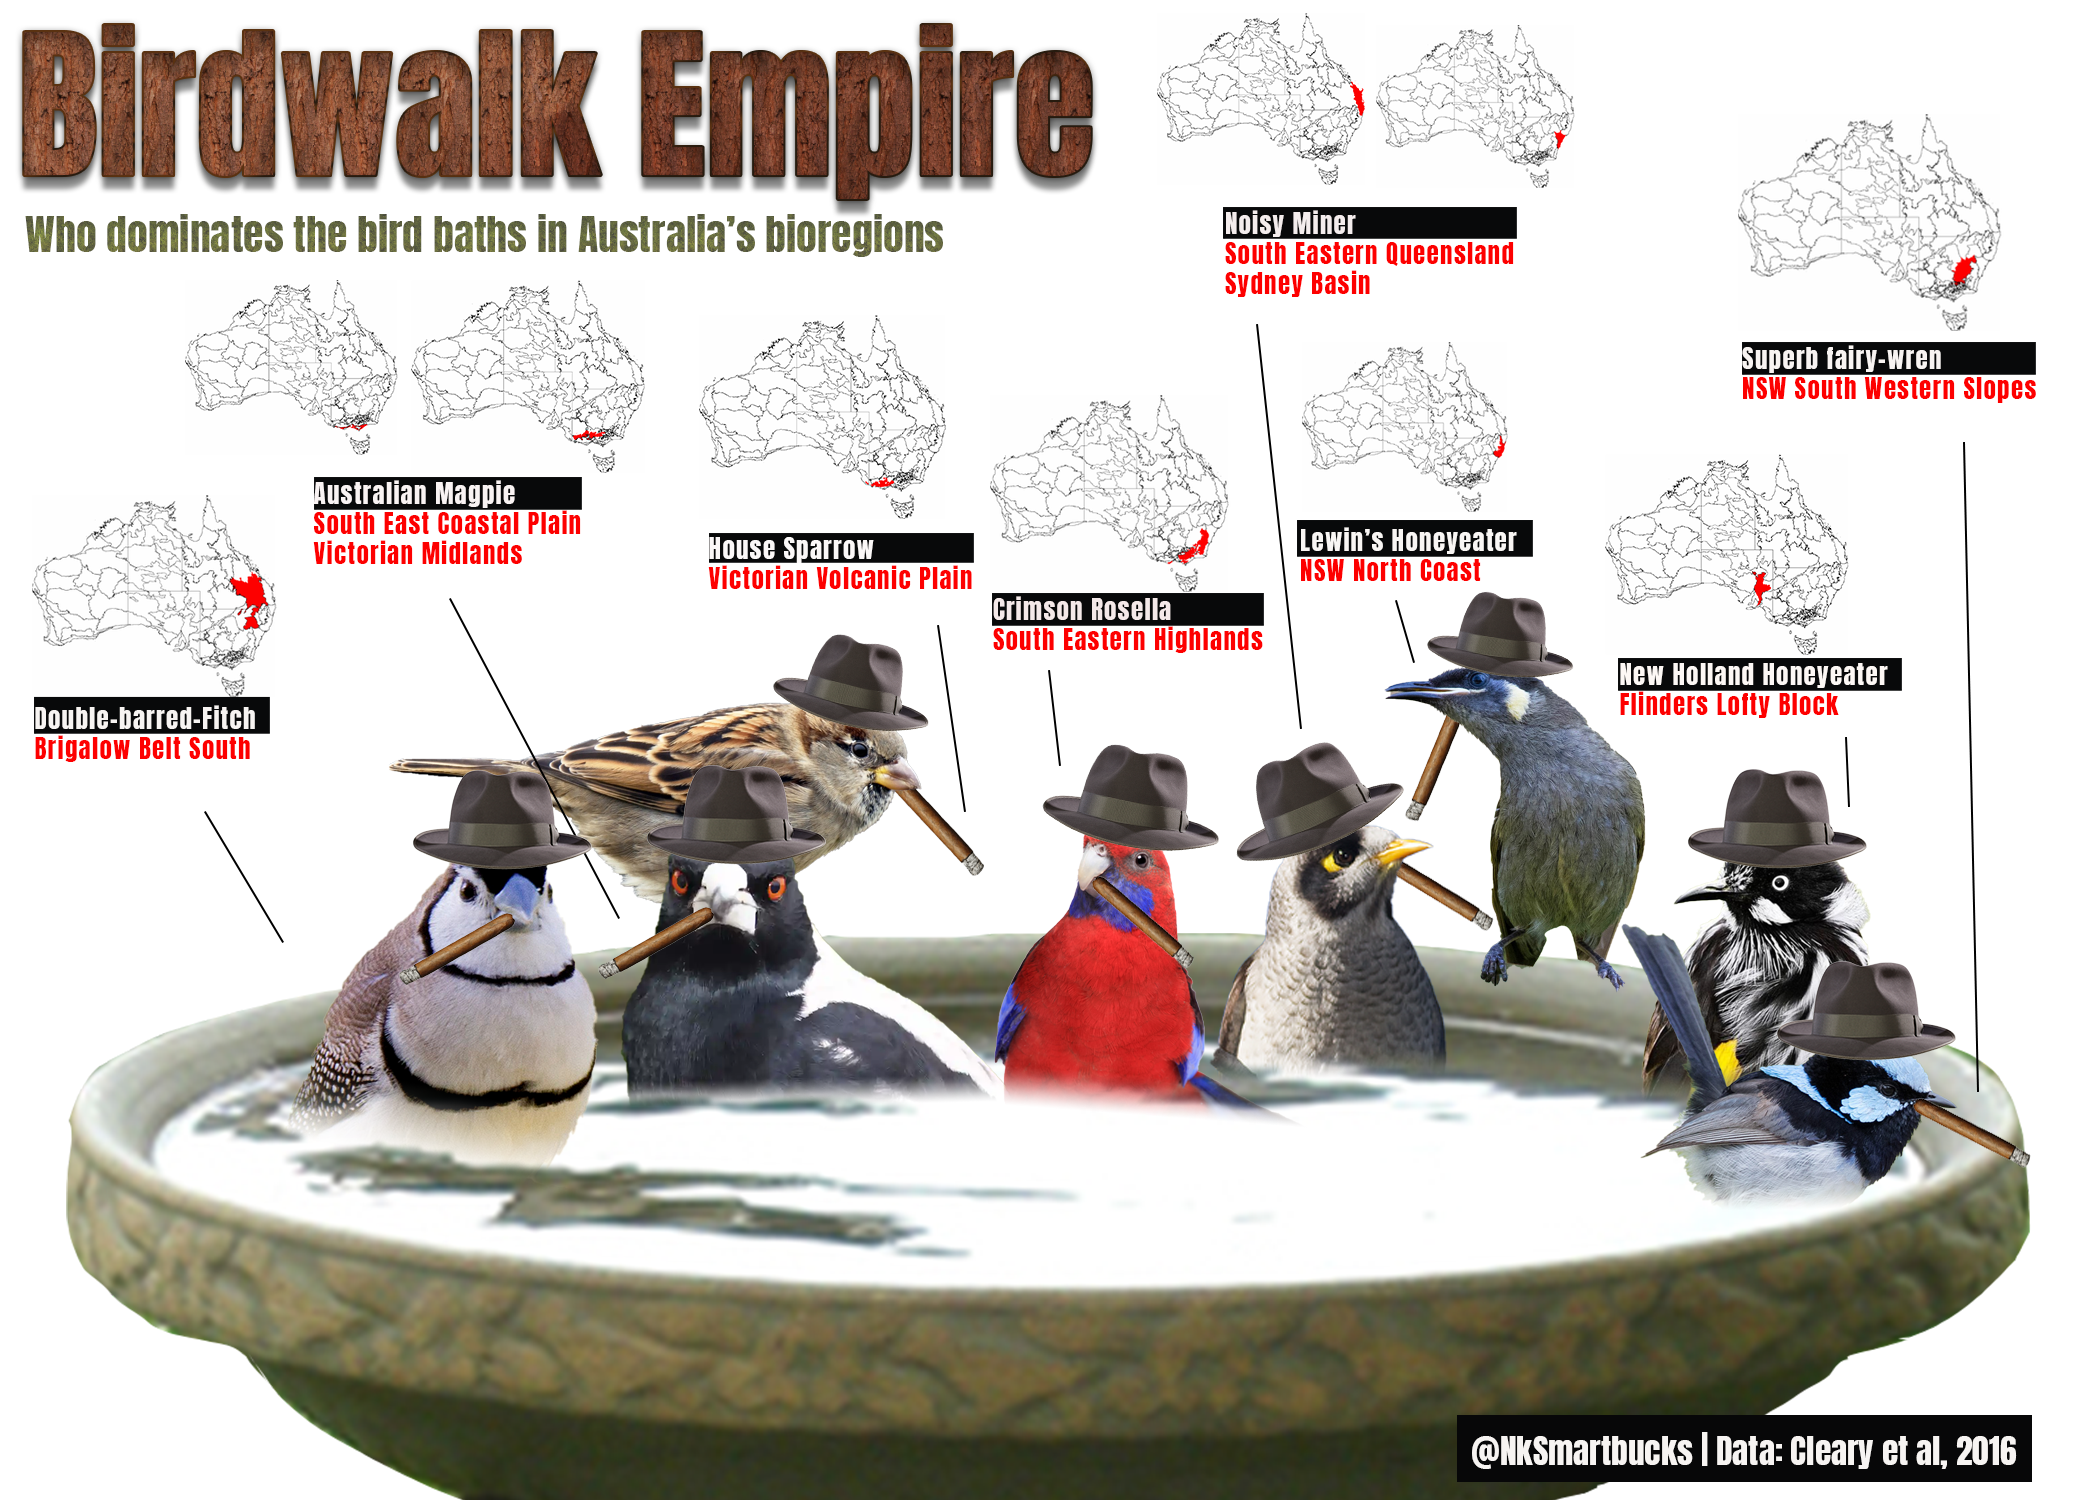 Birdwalk Empire
Who dominates the bird baths in Australia's bioregions
Noisy Miner
South Eastern Queensland
Sydney Basin
Superb fairy-wren
NSW South Western Slopes
Australian Magpie
South East Coastal Plain
Victorian Midlands
House Sparrow
Victorian Volcanic Plain
Crimson Rosella
South Eastern Highlands
Lewin's Honeyeater
NSW North Coast
New Holland Honeyeater
Flinders Lofty Block
Double-barred-Fitch
Brigalow Belt South
@NkSmartbucks | Data: Cleary et al, 2016